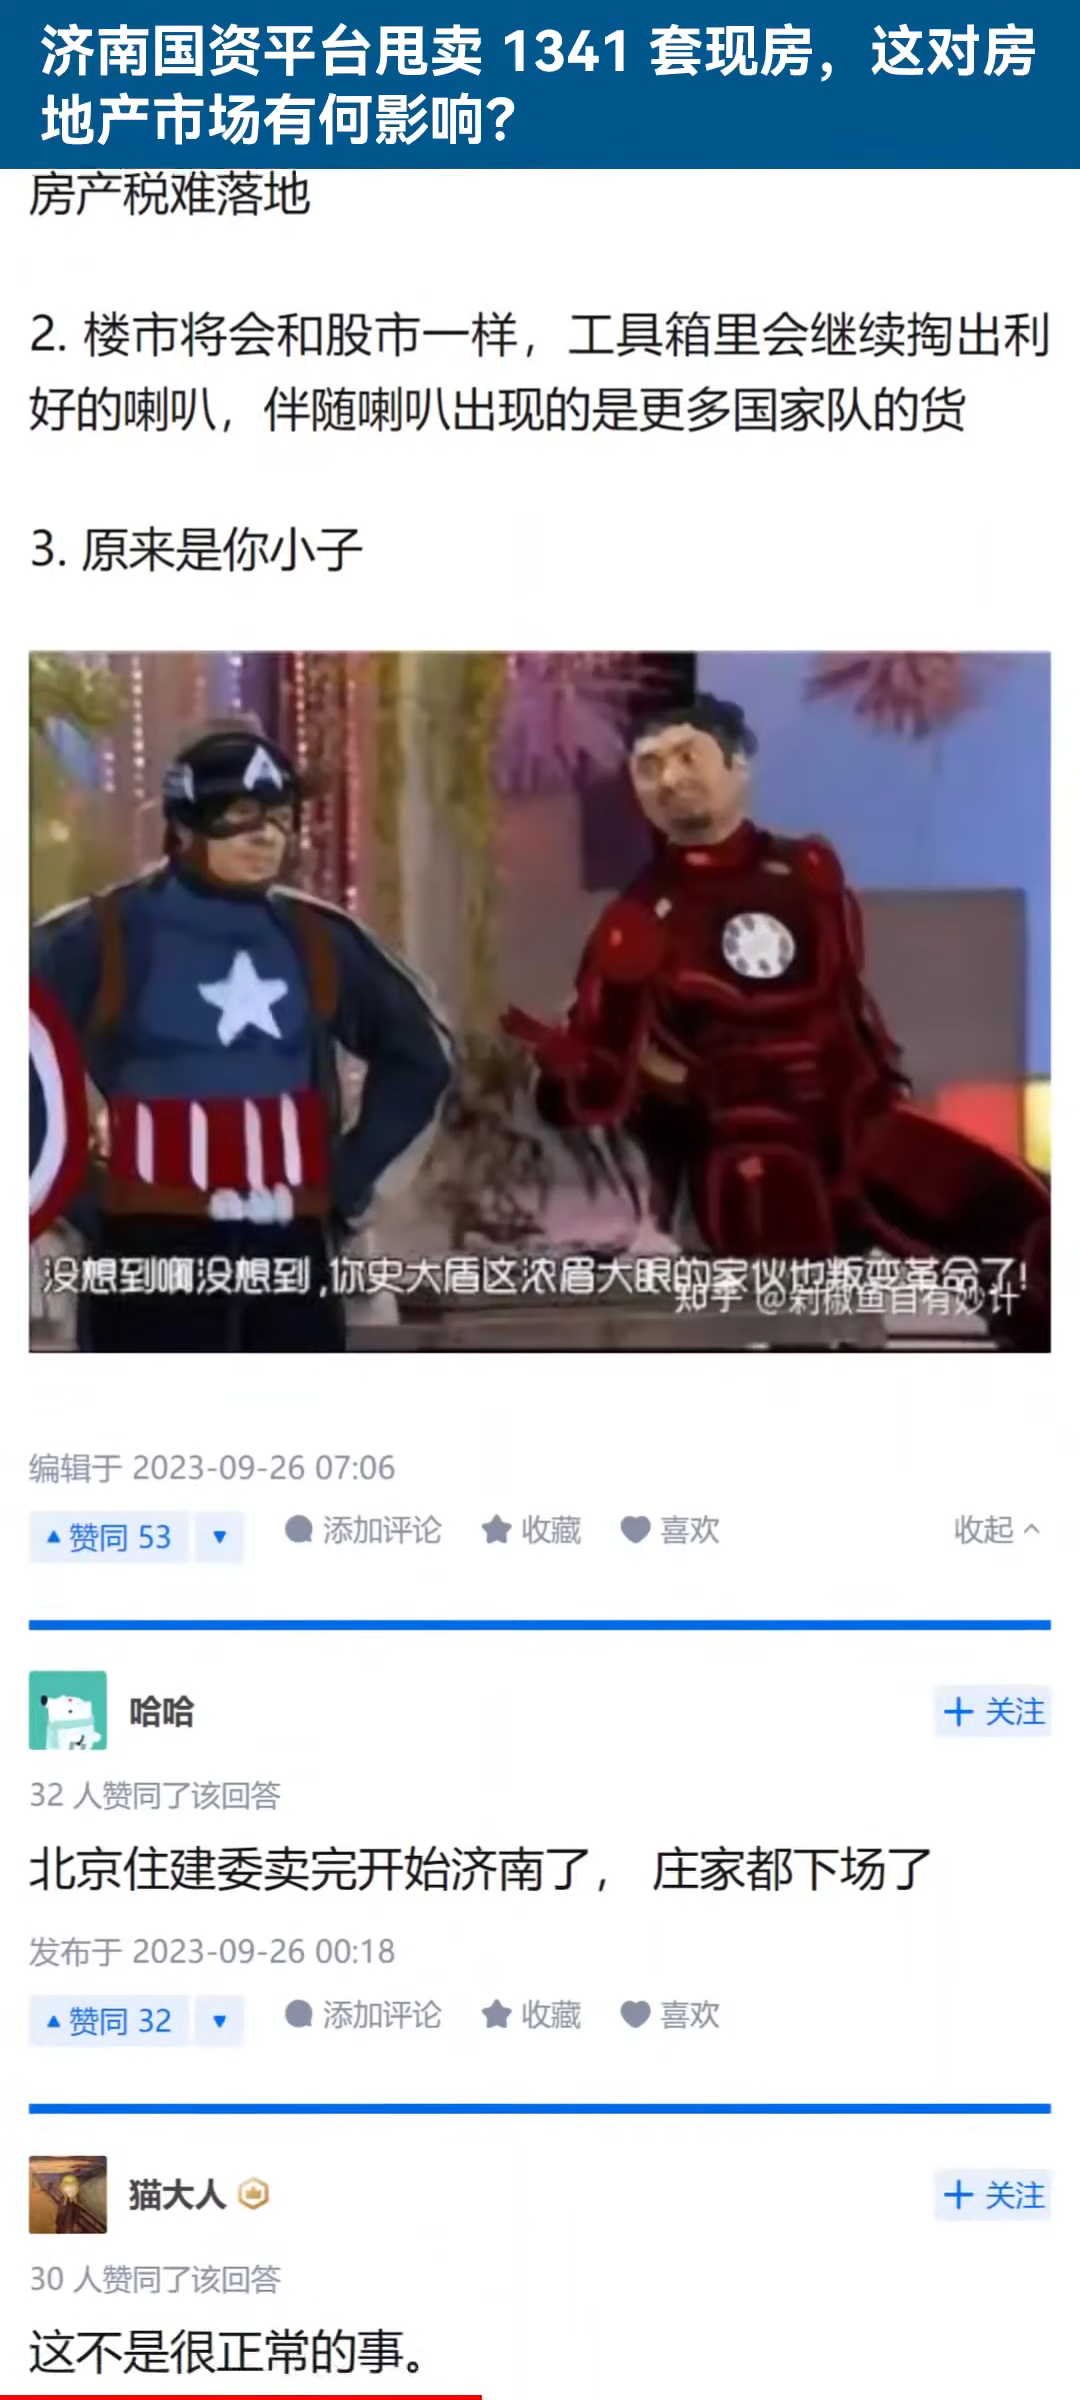 济南国资平台甩卖 1341 套现房，这对房
地产市场有何影响？
房产税难落地
2. 楼市将会和股市一样，工具箱里会继续掏出利
好的喇叭，伴随喇叭出现的是更多国家队的货
3. 原来是你小子
没想到啊没想到,你史大盾这浓眉大眼的家伙也叛变革命了!
知乎 @剁椒鱼自有妙计
编辑于 2023-09-26 07:06
赞同 53 添加评论 收藏 喜欢 收起
哈哈 + 关注
32 人赞同了该回答
北京住建委卖完开始济南了， 庄家都下场了
发布于 2023-09-26 00:18
赞同 32 添加评论 收藏 喜欢
猫大人 + 关注
30 人赞同了该回答
这不是很正常的事。